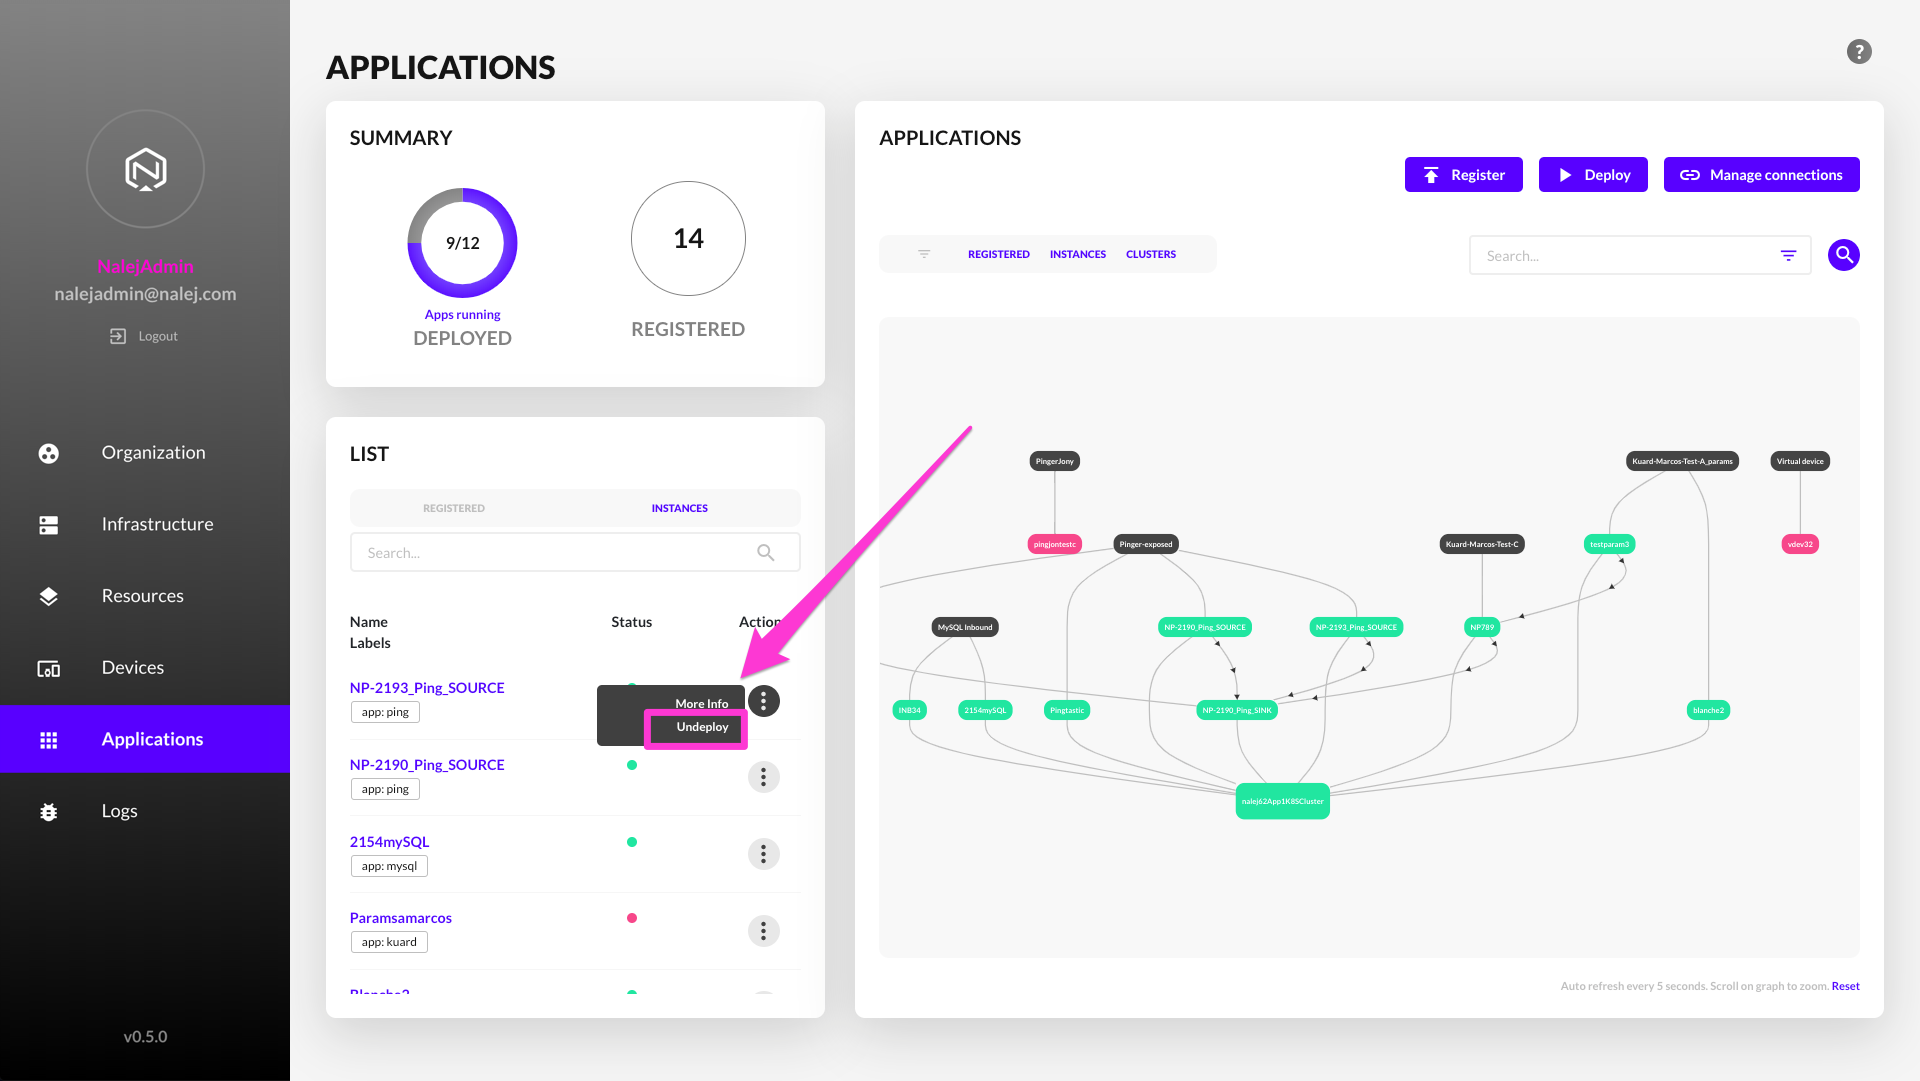 NalejAdmin
nalejadmin@nalej.com
Logout
Organization
Infrastructure
Resources
Devices
Applications
Logs
v0.5.0
APPLICATIONS
?
SUMMARY
9/12
Apps running
DEPLOYED
14
REGISTERED
LIST
REGISTERED INSTANCES
Search...
Name Status Action
Labels
NP-2193_Ping_SOURCE
app: ping
More Info
Undeploy
NP-2190_Ping_SOURCE
app: ping
2154mySQL
app: mysql
Paramsamarcos
app: kuard
Blanche2
APPLICATIONS
Register Deploy Manage connections
REGISTERED INSTANCES CLUSTERS
Search...
PingerJony Kuard-Marcos-Test-A_params Virtual device
pingjontestc Pinger-exposed Kuard-Marcos-Test-C testparam3 vdev32
MySQL Inbound NP-2190_Ping_SOURCE NP-2193_Ping_SOURCE NP789
INB34 2154mySQL Pingtastic NP-2190_Ping_SINK blanche2
nalej62App1K8SCluster
Auto refresh every 5 seconds. Scroll on graph to zoom. Reset